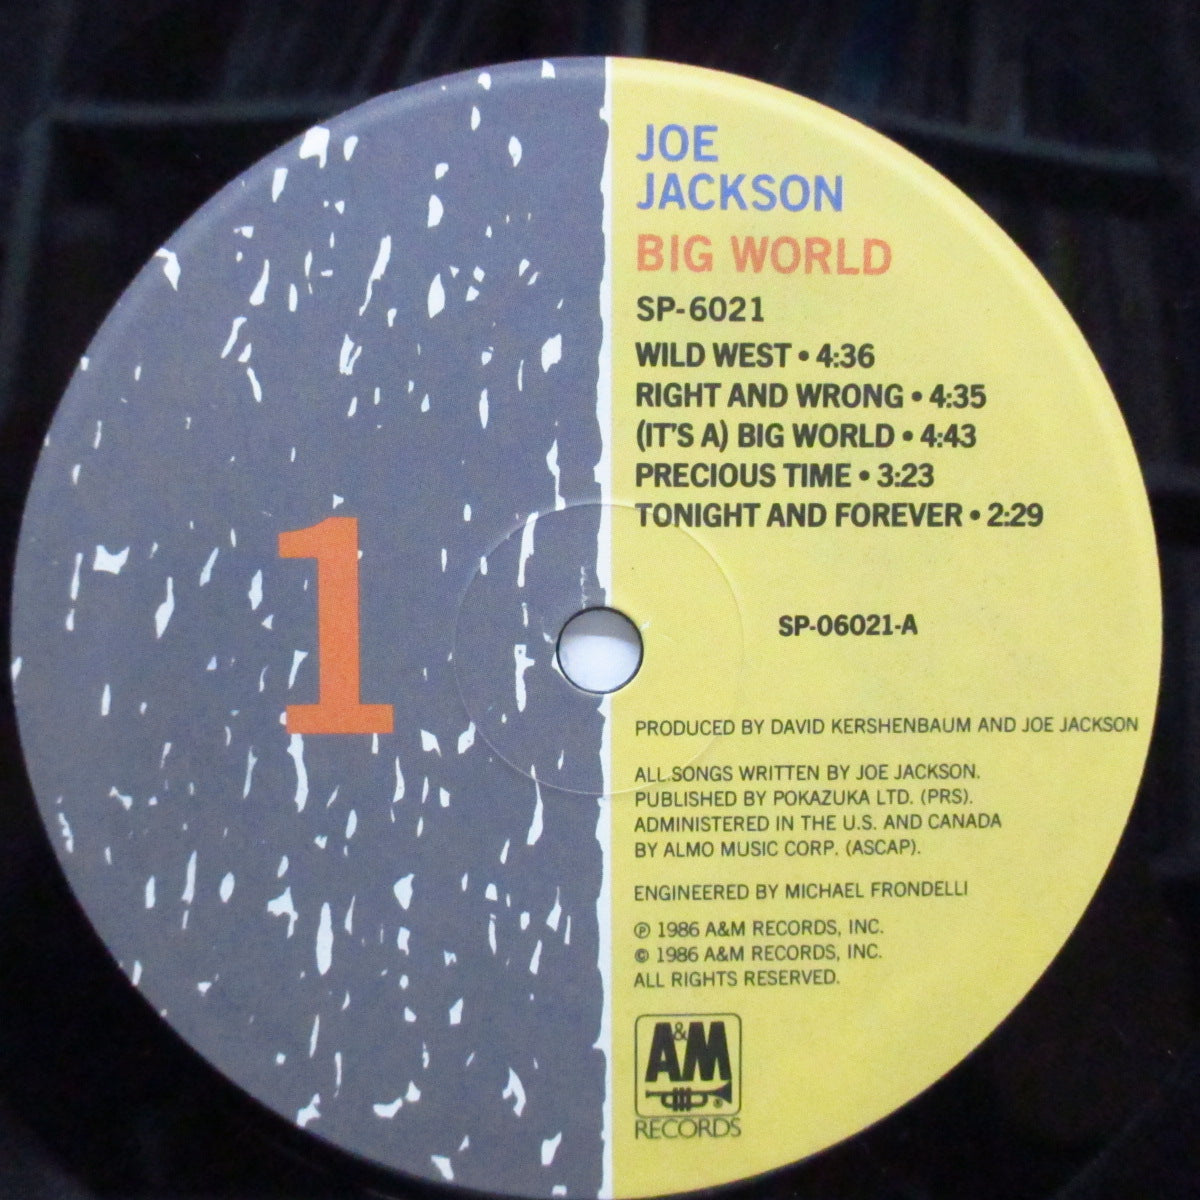 JOE
JACKSON
BIG WORLD
SP-6021
WILD WEST • 4:36
RIGHT AND WRONG • 4:35
(IT'S A) BIG WORLD • 4:43
PRECIOUS TIME • 3:23
TONIGHT AND FOREVER • 2:29
1
SP-06021-A
PRODUCED BY DAVID KERSHENBAUM AND JOE JACKSON
ALL SONGS WRITTEN BY JOE JACKSON.
PUBLISHED BY POKAZUKA LTD. (PRS).
ADMINISTERED IN THE U.S. AND CANADA
BY ALMO MUSIC CORP. (ASCAP).
ENGINEERED BY MICHAEL FRONDELLI
℗ 1986 A&M RECORDS, INC.
© 1986 A&M RECORDS, INC.
ALL RIGHTS RESERVED.
A&M
®
RECORDS